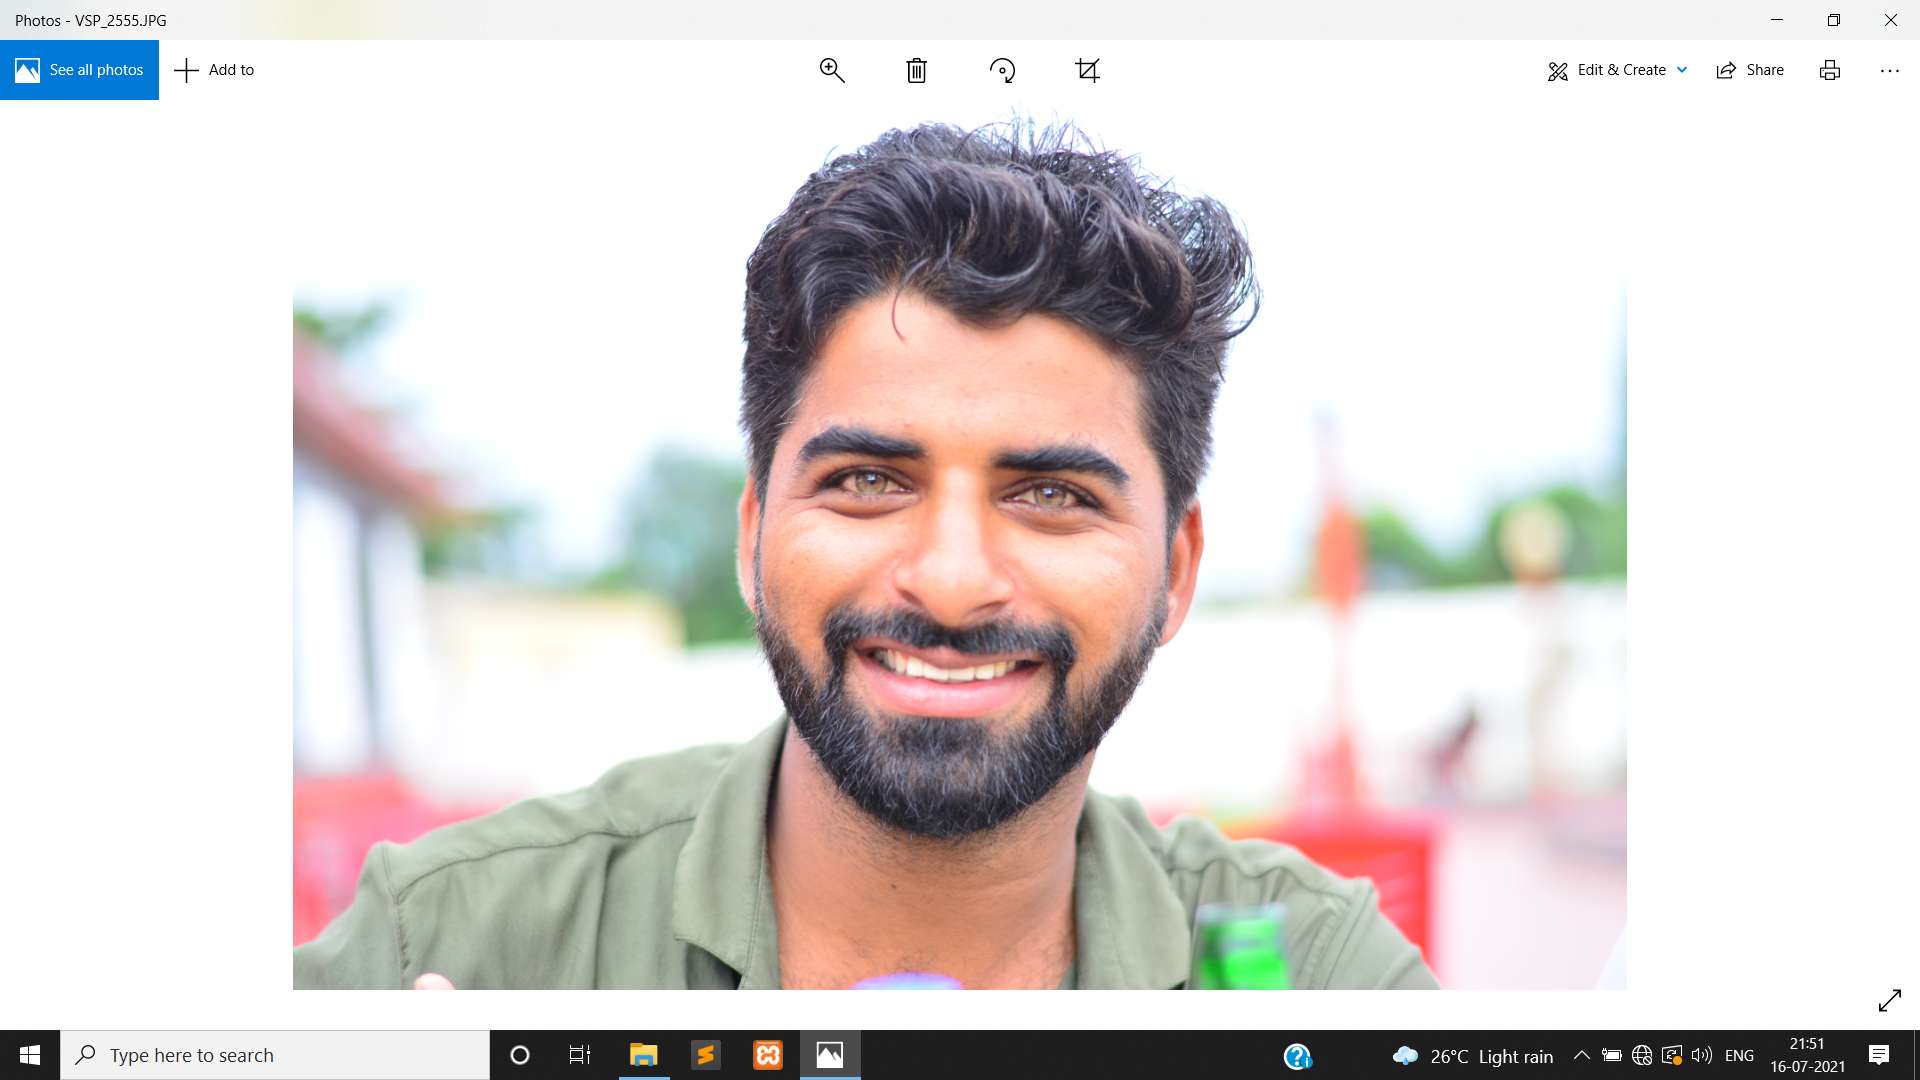 Photos - VSP_2555.JPG
See all photos
Add to
Edit & Create
Share
Type here to search
26°C Light rain
ENG
21:51
16-07-2021